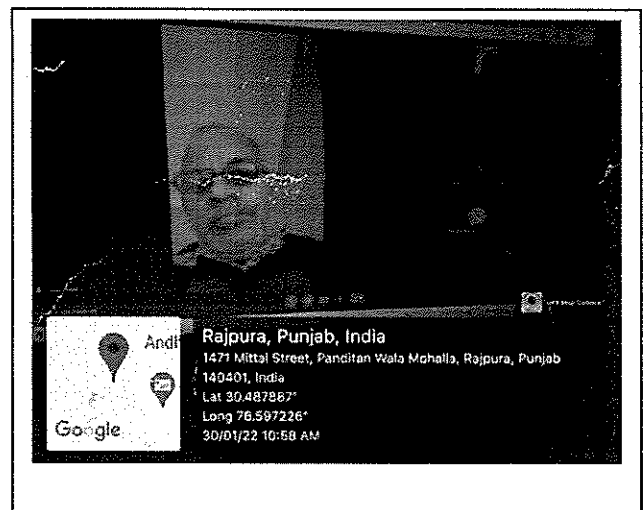 Rajpura, Punjab, India
1471 Mittal Street, Panditan Wala Mohalla, Rajpura, Punjab
140401, India
Lat 30.487887°
Long 76.597226°
30/01/22 10:58 AM
Andh
Google